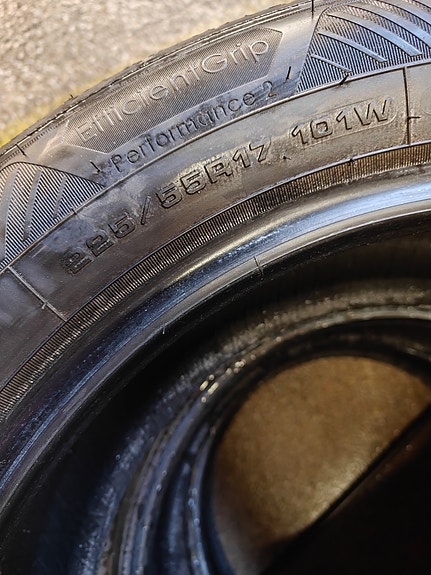 EfficientGrip
Performance 2
225/55R17 101W